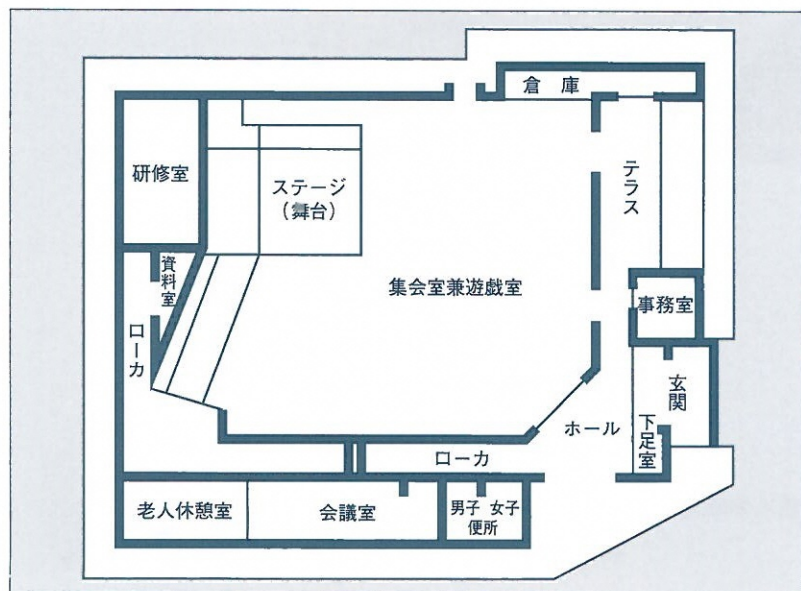 倉　庫
研修室
ステージ
（舞台）
テラス
資料室
集会室兼遊戯室
事務室
ローカ
玄関
ホール
下足室
ローカ
老人休憩室
会議室
男子 女子
便所